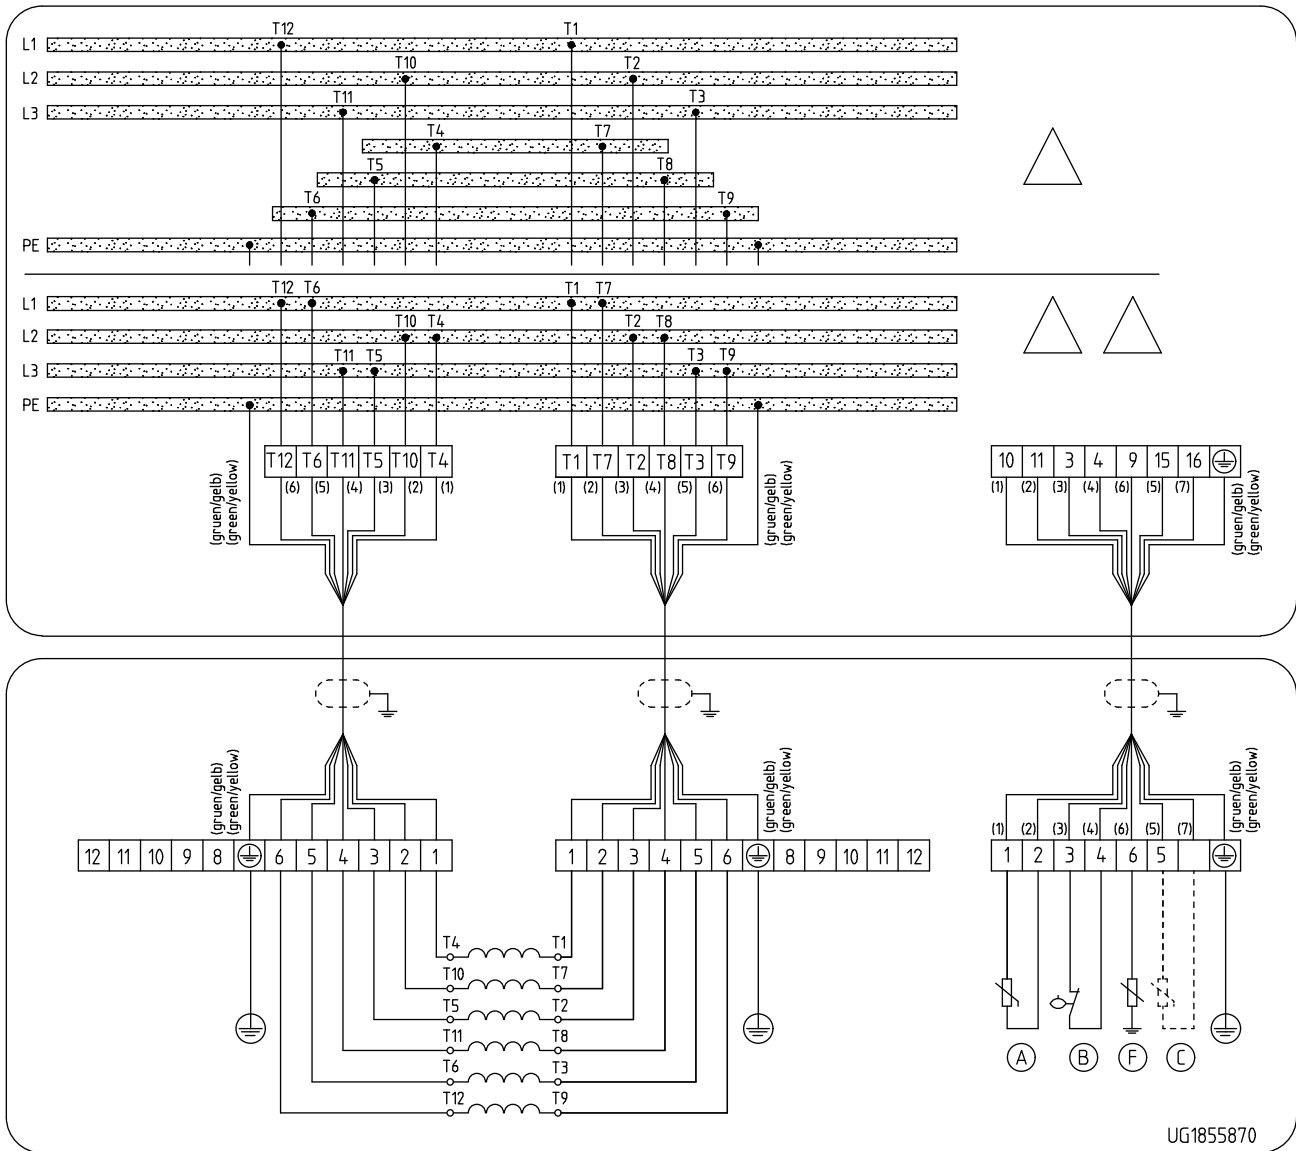 T12 T1
L1
T10 T2
L2
T11 T3
L3
T4 T7
T5 T8
T6 T9
PE
T12 T6 T1 T7
L1
T10 T4 T2 T8
L2
T11 T5 T3 T9
L3
PE
T12 T6 T11 T5 T10 T4
T1 T7 T2 T8 T3 T9
10 11 3 4 9 15 16
(6) (5) (4) (3) (2) (1)
(1) (2) (3) (4) (5) (6)
(1) (2) (3) (4) (6) (5) (7)
(gruen/gelb)
(green/yellow)
(gruen/gelb)
(green/yellow)
(gruen/gelb)
(green/yellow)
(gruen/gelb)
(green/yellow)
(gruen/gelb)
(green/yellow)
(gruen/gelb)
(green/yellow)
(1) (2) (3) (4) (6) (5) (7)
12 11 10 9 8 6 5 4 3 2 1
1 2 3 4 5 6 8 9 10 11 12
1 2 3 4 6 5
T4 T1
T10 T7
T5 T2
T11 T8
T6 T3
T12 T9
A B F C
UG1855870